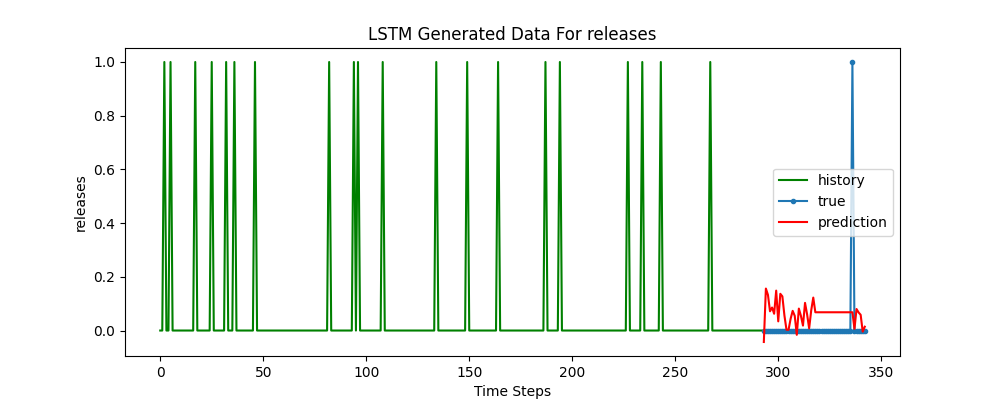 LSTM Generated Data For releases
releases
1.0
0.8
0.6
0.4
0.2
0.0
history
true
prediction
0 50 100 150 200 250 300 350
Time Steps